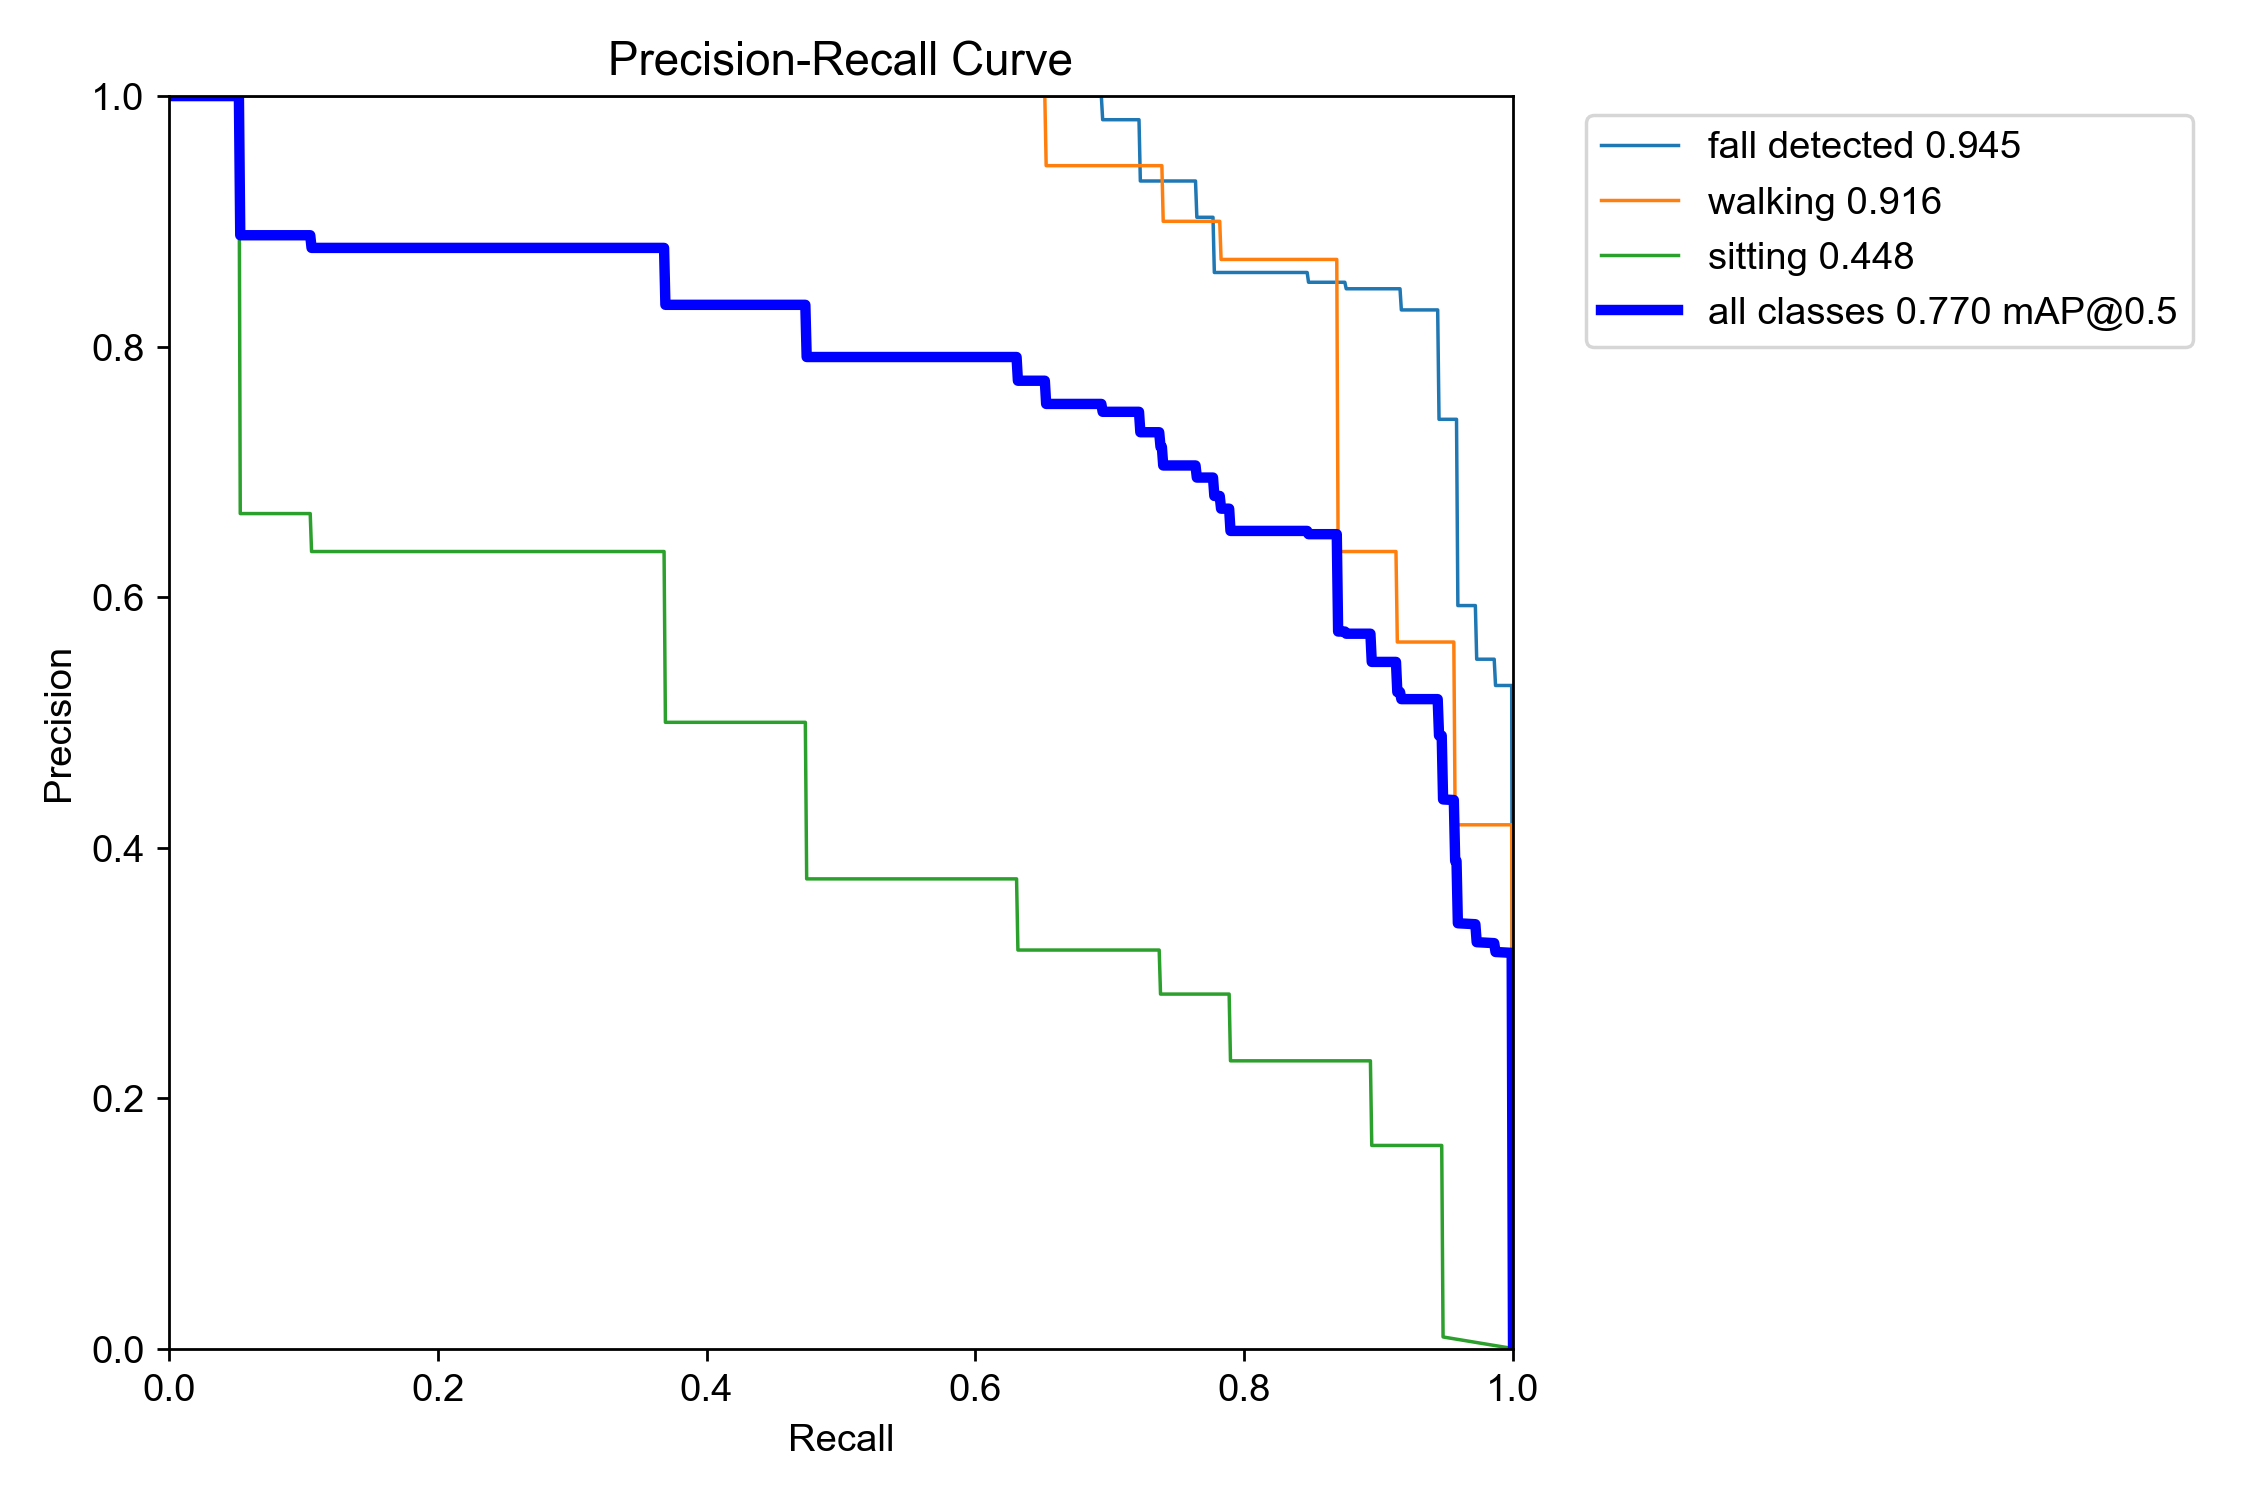 Precision-Recall Curve
1.0
0.8
0.6
0.4
0.2
0.0
Precision
0.0 0.2 0.4 0.6 0.8 1.0
Recall
fall detected 0.945
walking 0.916
sitting 0.448
all classes 0.770 mAP@0.5